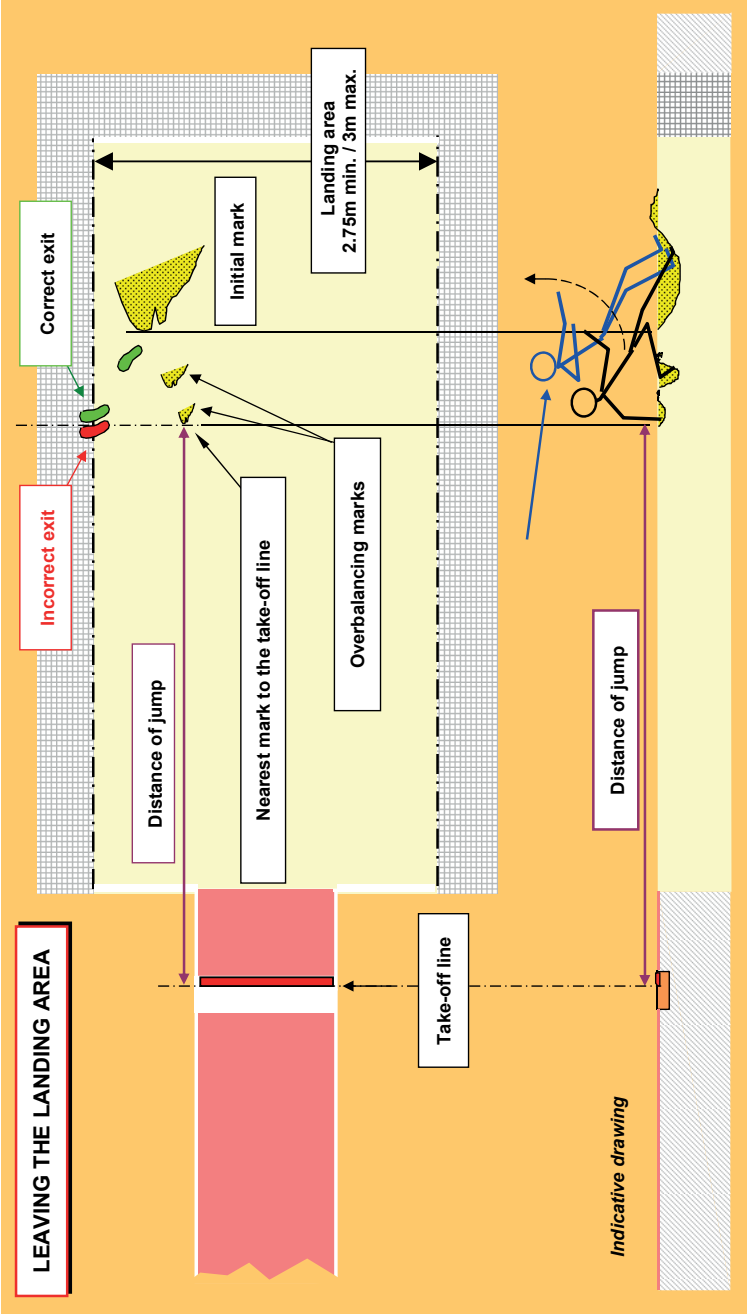 LEAVING THE LANDING AREA
Incorrect exit
Correct exit
Distance of jump
Nearest mark to the take-off line
Overbalancing marks
Initial mark
Landing area
2.75m min. / 3m max.
Take-off line
Distance of jump
Indicative drawing